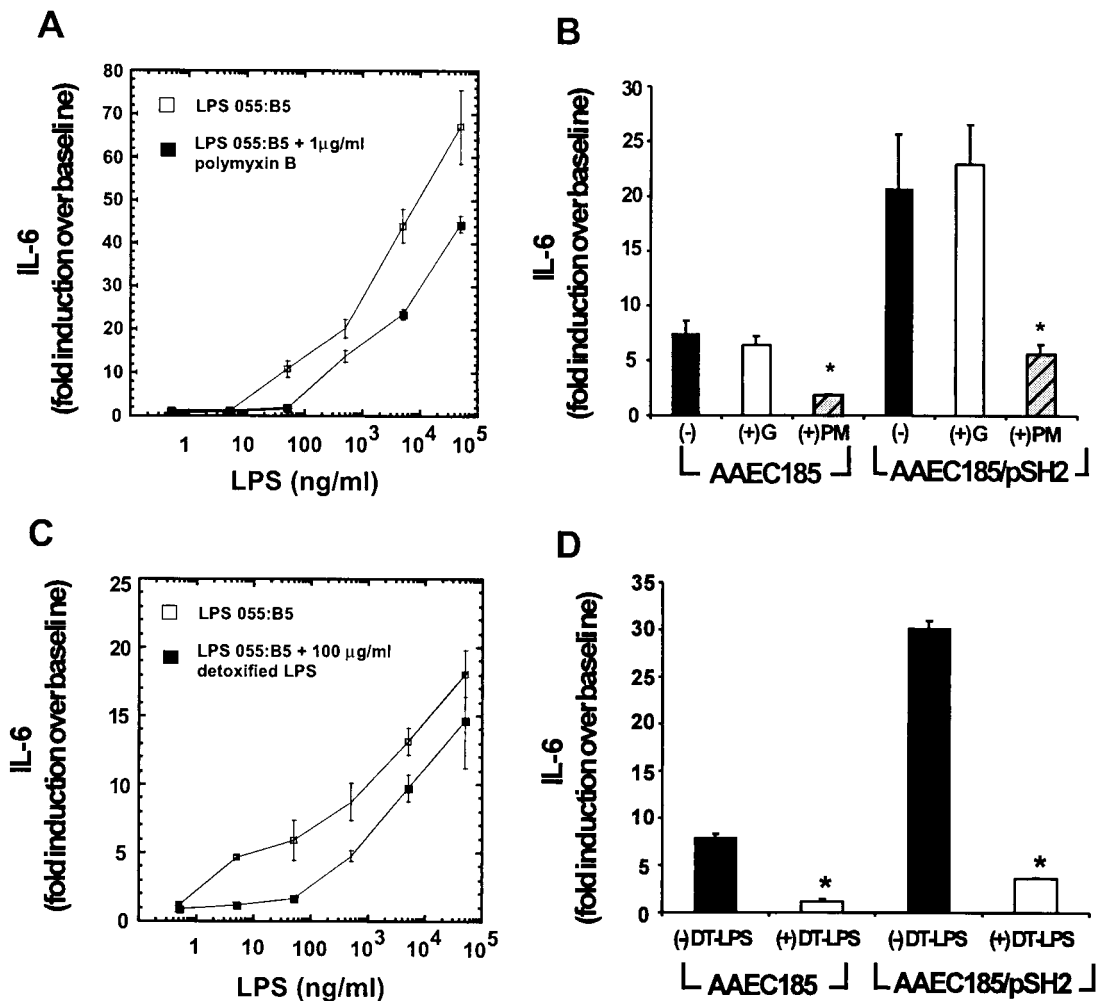 A
IL-6
(fold induction over baseline)
80
70
60
50
40
30
20
10
0
LPS 055:B5
LPS 055:B5 + 1µg/ml
polymyxin B
1
10
100
10³
10⁴
10⁵
LPS (ng/ml)
B
IL-6
(fold induction over baseline)
30
25
20
15
10
5
0
*
*
(-)
(+)G
(+)PM
(-)
(+)G
(+)PM
AAEC185
AAEC185/pSH2
C
IL-6
(fold induction over baseline)
25
20
15
10
5
0
LPS 055:B5
LPS 055:B5 + 100 µg/ml
detoxified LPS
1
10
100
10³
10⁴
10⁵
LPS (ng/ml)
D
IL-6
(fold induction over baseline)
35
30
25
20
15
10
5
0
*
*
(-)DT-LPS
(+)DT-LPS
(-)DT-LPS
(+)DT-LPS
AAEC185
AAEC185/pSH2